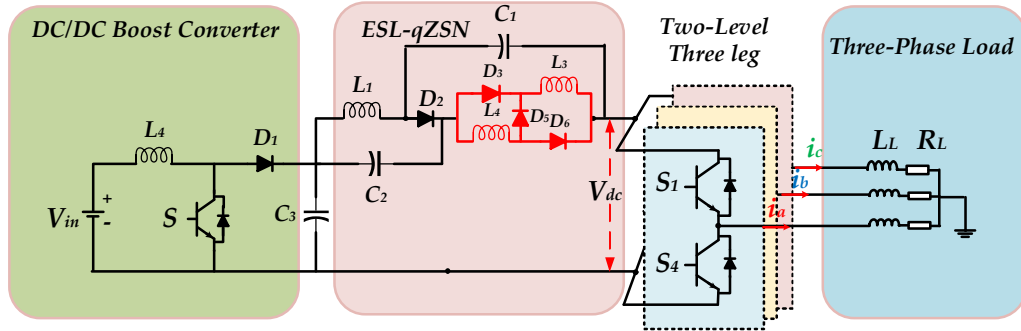 DC/DC Boost Converter
ESL-qZSN
Two-Level
Three leg
Three-Phase Load
C1
L1
D2
D3
L3
L4
D5
D6
L4
D1
C2
C3
Vin
+
-
S
Vdc
S1
S4
ic
ib
ia
LL
RL